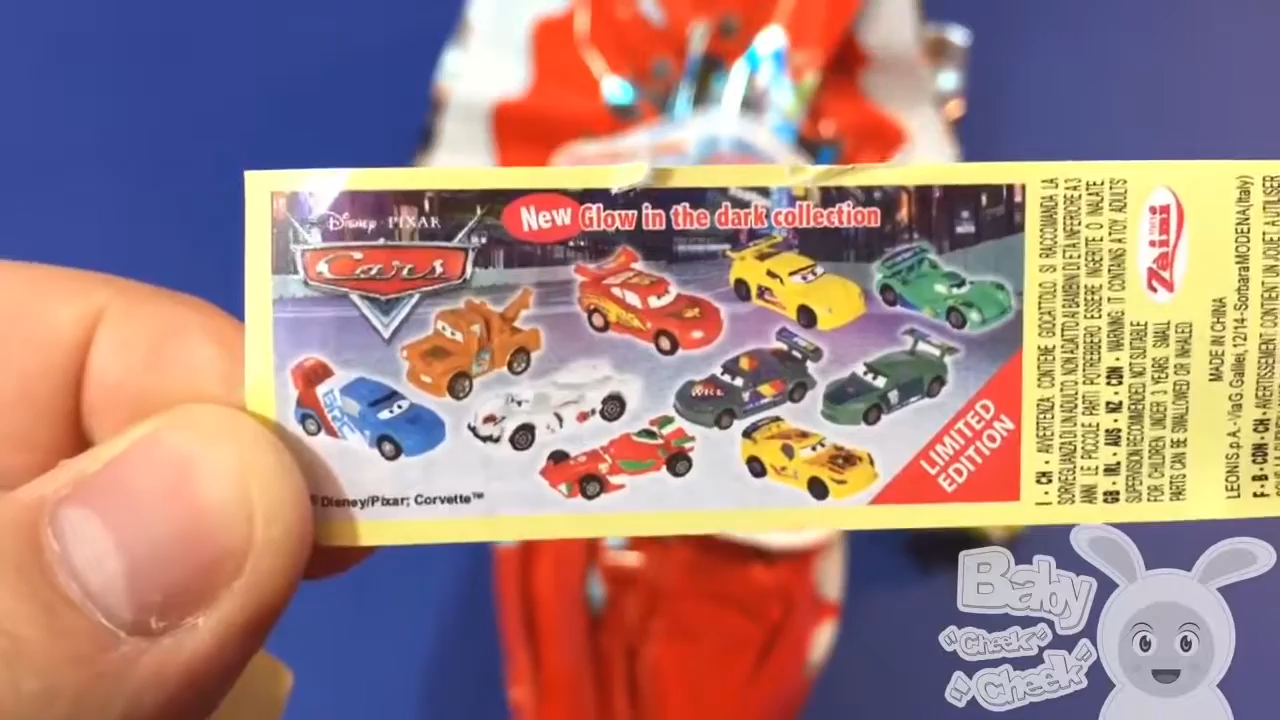 Disney · PIXAR
Cars
New Glow in the dark collection
LIMITED
EDITION
©Disney/Pixar; Corvette™
I - CH - AVVERTENZA: CONTIENE GIOCATTOLO. SI RACCOMANDA LA
SORVEGLIANZA DI UN ADULTO. NON ADATTO AI BAMBINI DI ETÀ INFERIORE A 3
ANNI. LE PICCOLE PARTI POTREBBERO ESSERE INGERITE O INALATE
GB - IRL - AUS - NZ - CDN - WARNING: IT CONTAINS A TOY. ADULTS
SUPERVISION RECOMMENDED. NOT SUITABLE
FOR CHILDREN UNDER 3 YEARS. SMALL
PARTS CAN BE SWALLOWED OR INHALED
Zaini
MADE IN CHINA
LEONIS.p.A.-Via G. Galilei, 12/14-Sorbara MODENA (Italy)
F - B - CDN - CH - AVERTISSEMENT: CONTIENT UN JOUET. A UTILISER
Baby
"Cheek"
"Cheek"